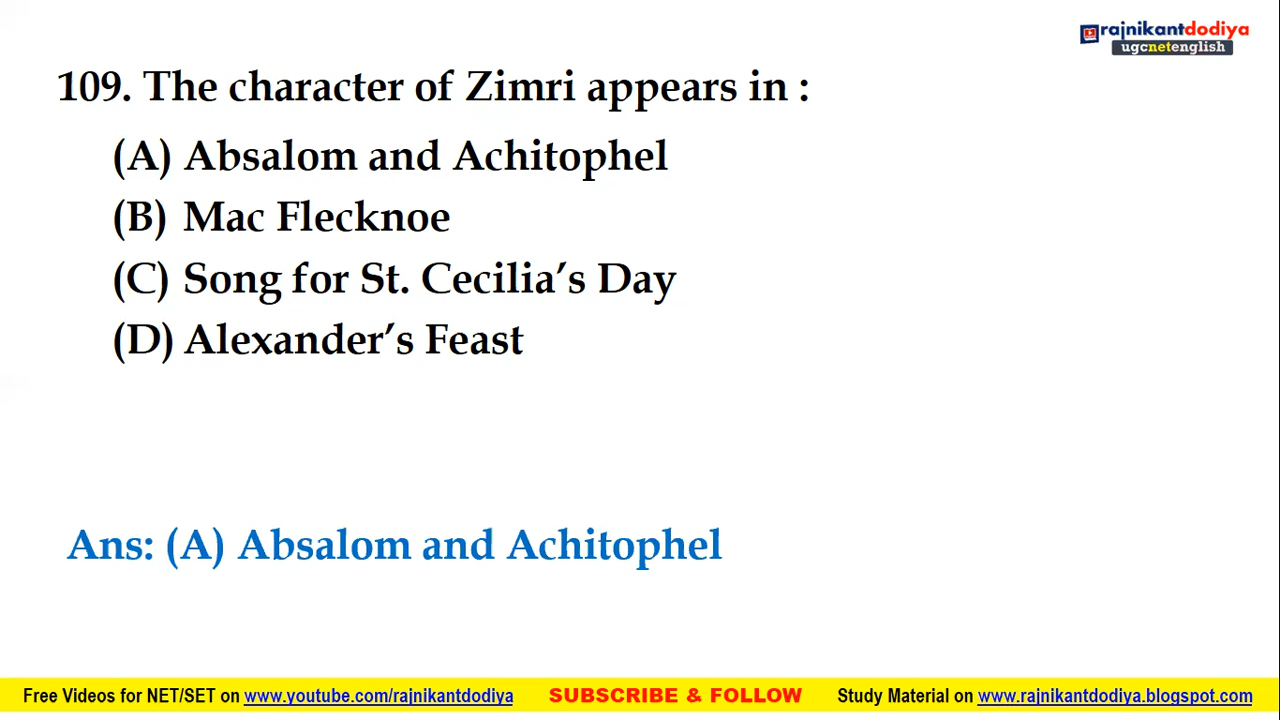 rajnikantdodiya
ugcnetenglish
109. The character of Zimri appears in :
(A) Absalom and Achitophel
(B) Mac Flecknoe
(C) Song for St. Cecilia’s Day
(D) Alexander’s Feast
Ans: (A) Absalom and Achitophel
Free Videos for NET/SET on www.youtube.com/rajnikantdodiya SUBSCRIBE & FOLLOW Study Material on www.rajnikantdodiya.blogspot.com